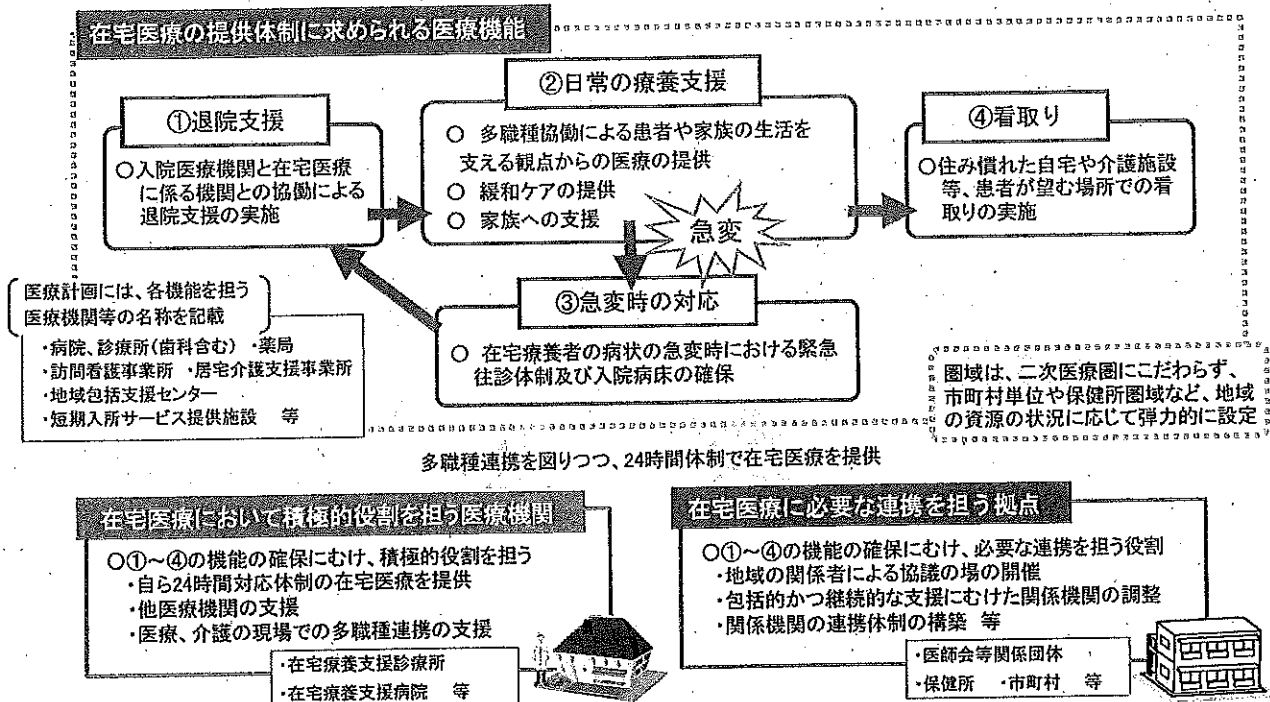 在宅医療の提供体制に求められる医療機能
①退院支援
○入院医療機関と在宅医療
に係る機関との協働による
退院支援の実施
②日常の療養支援
○ 多職種協働による患者や家族の生活を
支える観点からの医療の提供
○ 緩和ケアの提供
○ 家族への支援
急変
④看取り
○住み慣れた自宅や介護施設
等、患者が望む場所での看
取りの実施
③急変時の対応
○ 在宅療養者の病状の急変時における緊急
往診体制及び入院病床の確保
医療計画には、各機能を担う
医療機関等の名称を記載
・病院、診療所(歯科含む) ・薬局
・訪問看護事業所 ・居宅介護支援事業所
・地域包括支援センター
・短期入所サービス提供施設 等
圏域は、二次医療圏にこだわらず、
市町村単位や保健所圏域など、地域
の資源の状況に応じて弾力的に設定
多職種連携を図りつつ、24時間体制で在宅医療を提供
在宅医療において積極的役割を担う医療機関
○①～④の機能の確保にむけ、積極的役割を担う
・自ら24時間対応体制の在宅医療を提供
・他医療機関の支援
・医療、介護の現場での多職種連携の支援
・在宅療養支援診療所
・在宅療養支援病院 等
在宅医療に必要な連携を担う拠点
○①～④の機能の確保にむけ、必要な連携を担う役割
・地域の関係者による協議の場の開催
・包括的かつ継続的な支援にむけた関係機関の調整
・関係機関の連携体制の構築 等
・医師会等関係団体
・保健所 ・市町村 等